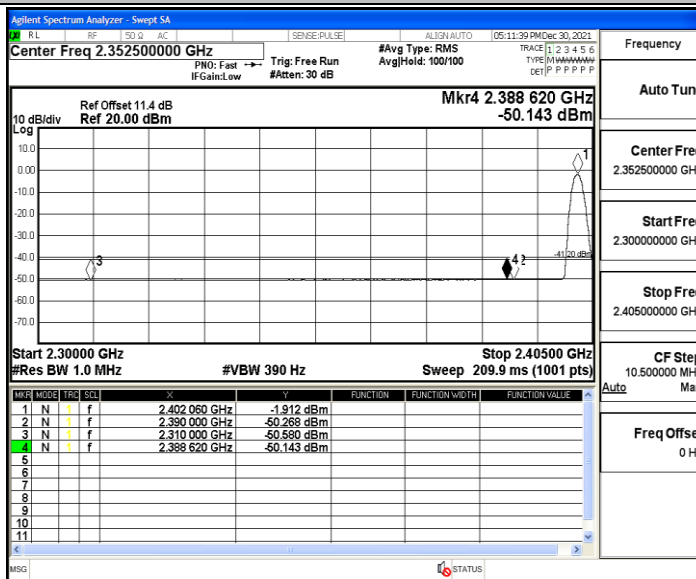 Agilent Spectrum Analyzer - Swept SA
RL RF 50 Ω AC SENSE:PULSE ALIGN AUTO 05:11:39 PM Dec 30, 2021
Center Freq 2.352500000 GHz #Avg Type: RMS TRACE 1 2 3 4 5 6
PNO: Fast Trig: Free Run Avg|Hold: 100/100 TYPE M
IFGain:Low #Atten: 30 dB DET P P P P P P
Mkr4 2.388 620 GHz
Ref Offset 11.4 dB
10 dB/div Ref 20.00 dBm -50.143 dBm
Log
10.0
0.00
-10.0
-20.0
-30.0
-40.0
-50.0
-60.0
-70.0
1
3
4 2
-41.20 dBm
Start 2.30000 GHz Stop 2.40500 GHz
#Res BW 1.0 MHz #VBW 390 Hz Sweep 209.9 ms (1001 pts)
MKR MODE TRC SCL X Y FUNCTION FUNCTION WIDTH FUNCTION VALUE
1 N 1 f 2.402 060 GHz -1.912 dBm
2 N 1 f 2.390 000 GHz -50.268 dBm
3 N 1 f 2.310 000 GHz -50.580 dBm
4 N 1 f 2.388 620 GHz -50.143 dBm
5
6
7
8
9
10
11
MSG STATUS
Frequency
Auto Tun
Center Fre
2.352500000 GH
Start Fre
2.300000000 GH
Stop Fre
2.405000000 GH
CF Step
10.500000 MH
Auto Ma
Freq Offse
0 H